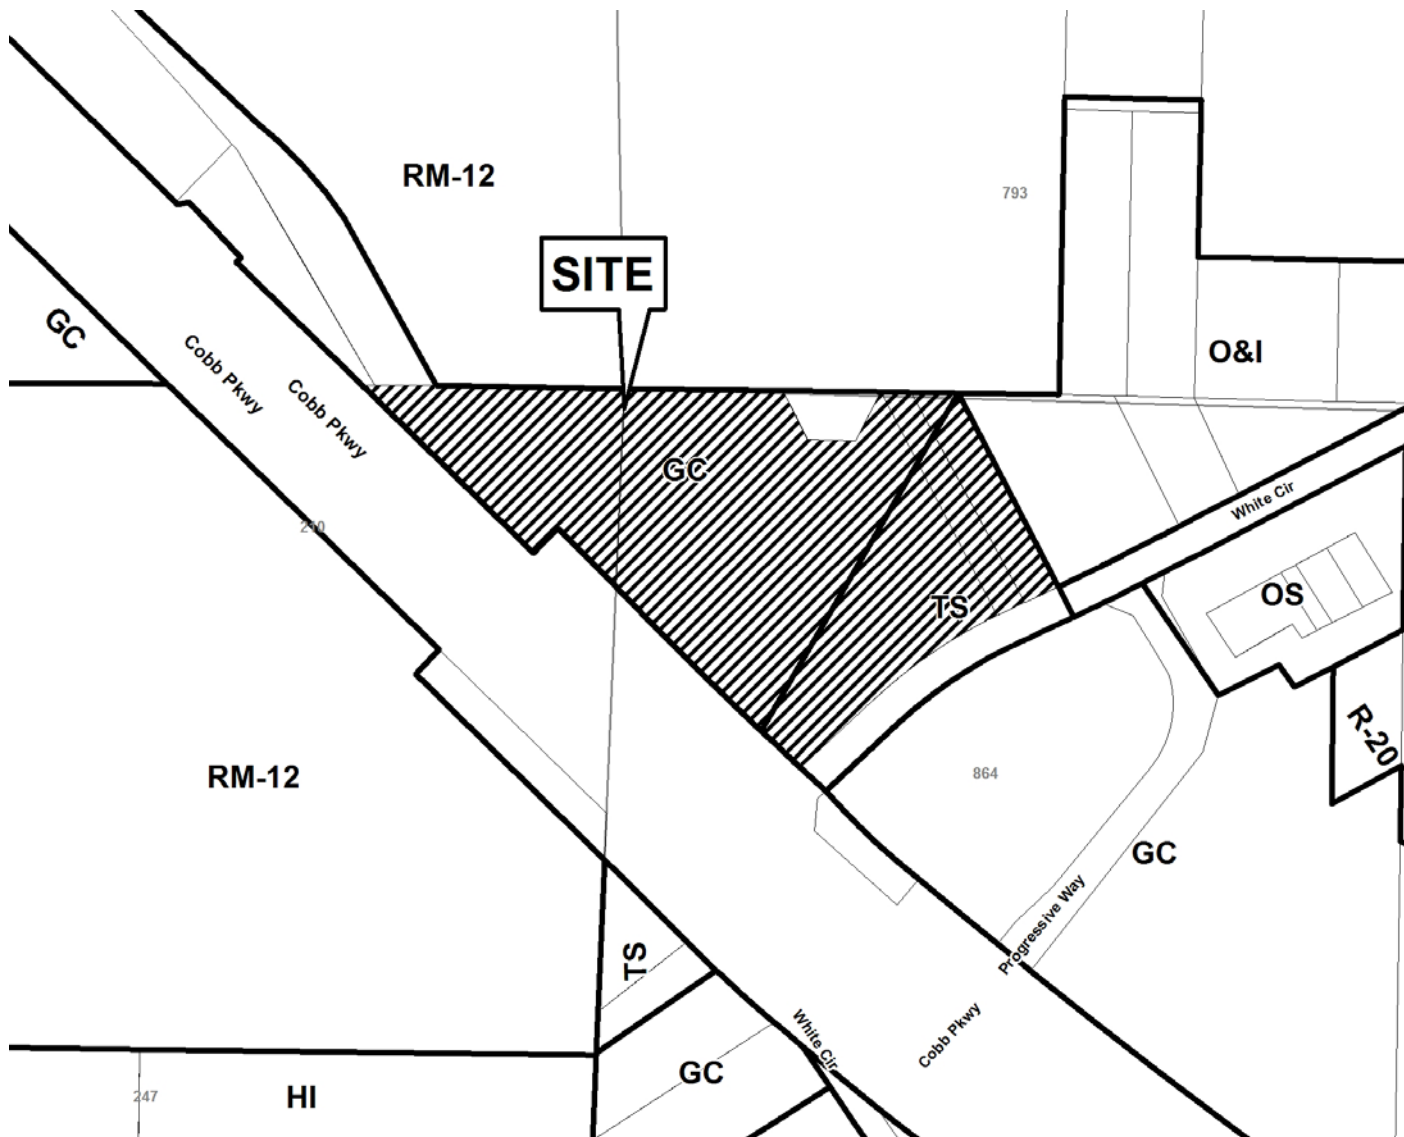 RM-12
793
SITE
GC
O&I
Cobb Pkwy
Cobb Pkwy
GC
White Cir
210
TS
OS
R-20
RM-12
864
GC
Progressive Way
TS
Cobb Pkwy
White Cir
GC
247
HI